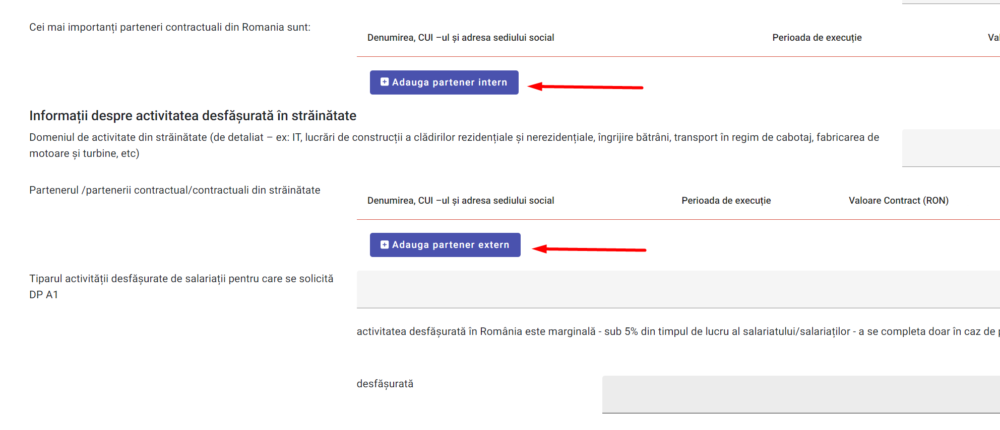 Cei mai importanți parteneri contractuali din Romania sunt:
Denumirea, CUI –ul și adresa sediului social Perioada de execuție
Adauga partener intern
Informații despre activitatea desfășurată în străinătate
Domeniul de activitate din străinătate (de detaliat – ex: IT, lucrări de construcții a clădirilor rezidențiale și nerezidențiale, îngrijire bătrâni, transport în regim de cabotaj, fabricarea de
motoare și turbine, etc)
Partenerul /partenerii contractual/contractuali din străinătate
Denumirea, CUI –ul și adresa sediului social Perioada de execuție Valoare Contract (RON)
Adauga partener extern
Tiparul activității desfășurate de salariații pentru care se solicită
DP A1
activitatea desfășurată în România este marginală - sub 5% din timpul de lucru al salariatului/salariaților - a se completa doar în caz de
desfășurată